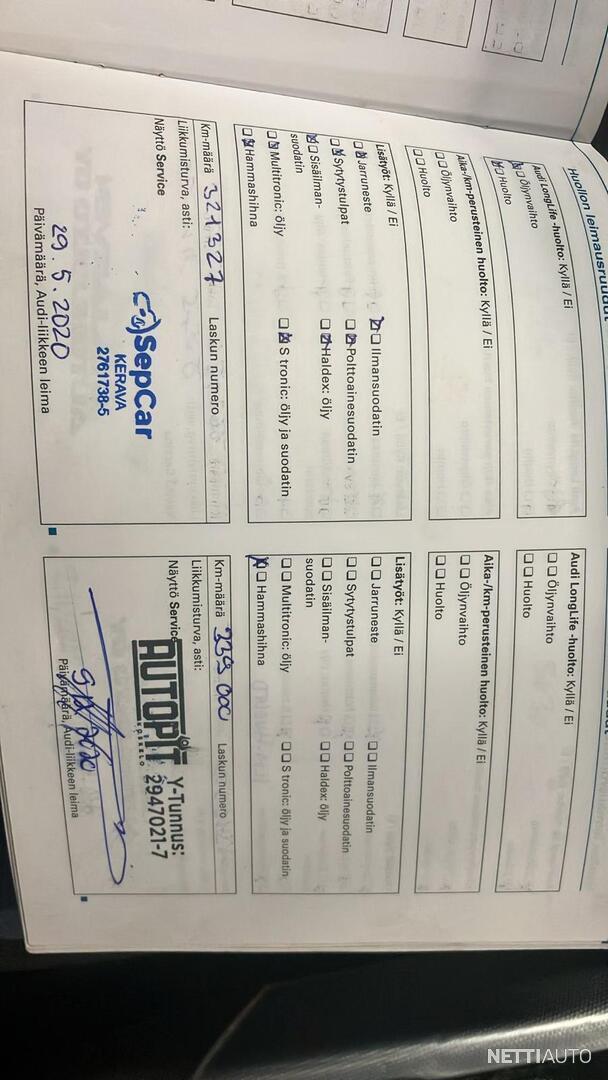 Huollon leimausruudut
Audi LongLife -huolto: Kyllä / Ei
Öljynvaihto
Huolto
Aika-/km-perusteinen huolto: Kyllä / Ei
Öljynvaihto
Huolto
Lisätyöt: Kyllä / Ei
Jarruneste
Ilmansuodatin
Sytytystulpat
Polttoainesuodatin
Sisäilman-
suodatin
Haldex: öljy
Multitronic: öljy
S tronic: öljy ja suodatin
Hammashihna
Km-määrä 321327 Laskun numero
Liikkumisturva, asti:
Näyttö Service
SepCar
KERAVA
2761738-5
29.5.2020
Päivämäärä, Audi-liikkeen leima
Audi LongLife -huolto: Kyllä / Ei
Öljynvaihto
Huolto
Aika-/km-perusteinen huolto: Kyllä / Ei
Öljynvaihto
Huolto
Lisätyöt: Kyllä / Ei
Jarruneste
Ilmansuodatin
Sytytystulpat
Polttoainesuodatin
Sisäilman-
suodatin
Haldex: öljy
Multitronic: öljy
S tronic: öljy ja suodatin
Hammashihna
Km-määrä 339 000 Laskun numero
Liikkumisturva, asti:
Näyttö Service
AUTOPIT
KOSKELO
Y-Tunnus:
2947021-7
Päivämäärä, Audi-liikkeen leima
NETTIAUTO